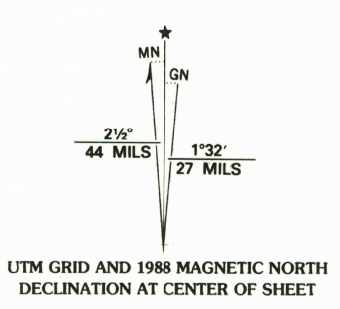 MN
GN
2½°
44 MILS
1°32′
27 MILS
UTM GRID AND 1988 MAGNETIC NORTH
DECLINATION AT CENTER OF SHEET